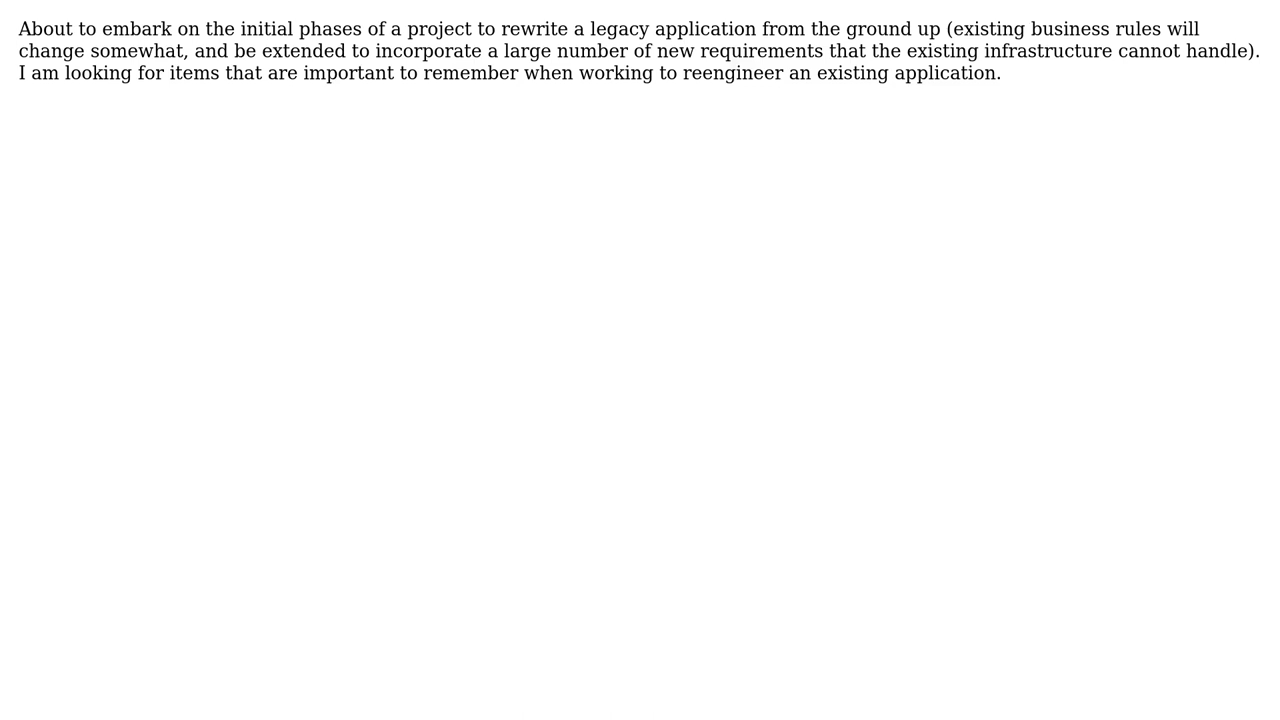 About to embark on the initial phases of a project to rewrite a legacy application from the ground up (existing business rules will
change somewhat, and be extended to incorporate a large number of new requirements that the existing infrastructure cannot handle).
I am looking for items that are important to remember when working to reengineer an existing application.